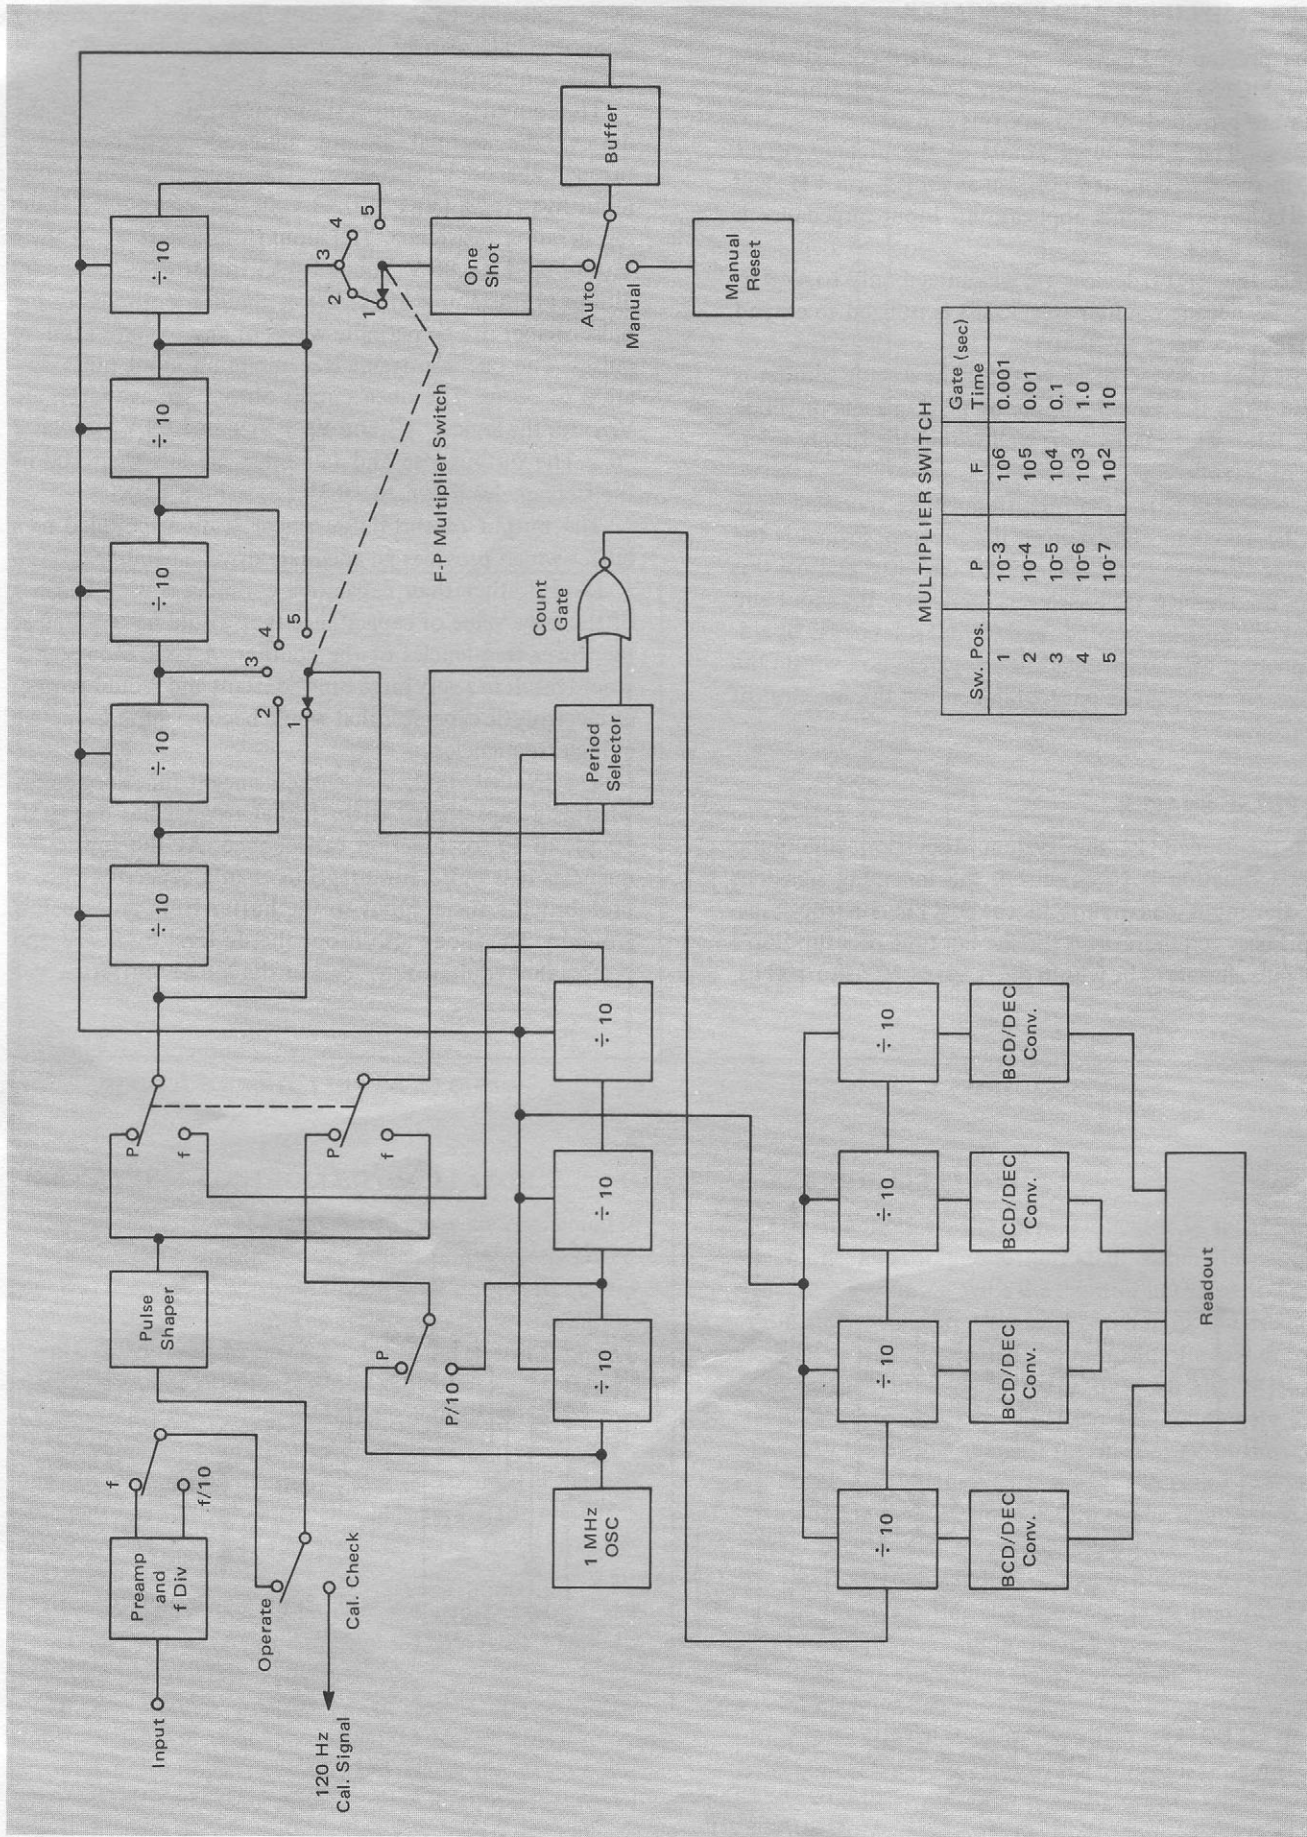 Input
Preamp
and
f Div
f
f/10
Operate
Cal. Check
120 Hz
Cal. Signal
Pulse
Shaper
P
f
P
f
P
P/10
1 MHz
OSC
÷ 10
÷ 10
÷ 10
÷ 10
÷ 10
÷ 10
÷ 10
÷ 10
1
2
3
4
5
F-P Multiplier Switch
1
2
3
4
5
One
Shot
Auto
Manual
Buffer
Manual
Reset
Period
Selector
Count
Gate
÷ 10
÷ 10
÷ 10
÷ 10
BCD/DEC
Conv.
BCD/DEC
Conv.
BCD/DEC
Conv.
BCD/DEC
Conv.
Readout
MULTIPLIER SWITCH
Sw. Pos. P F Gate (sec) Time
1 10-3 10⁶ 0.001
2 10-4 10⁵ 0.01
3 10-5 10⁴ 0.1
4 10-6 10³ 1.0
5 10-7 10² 10